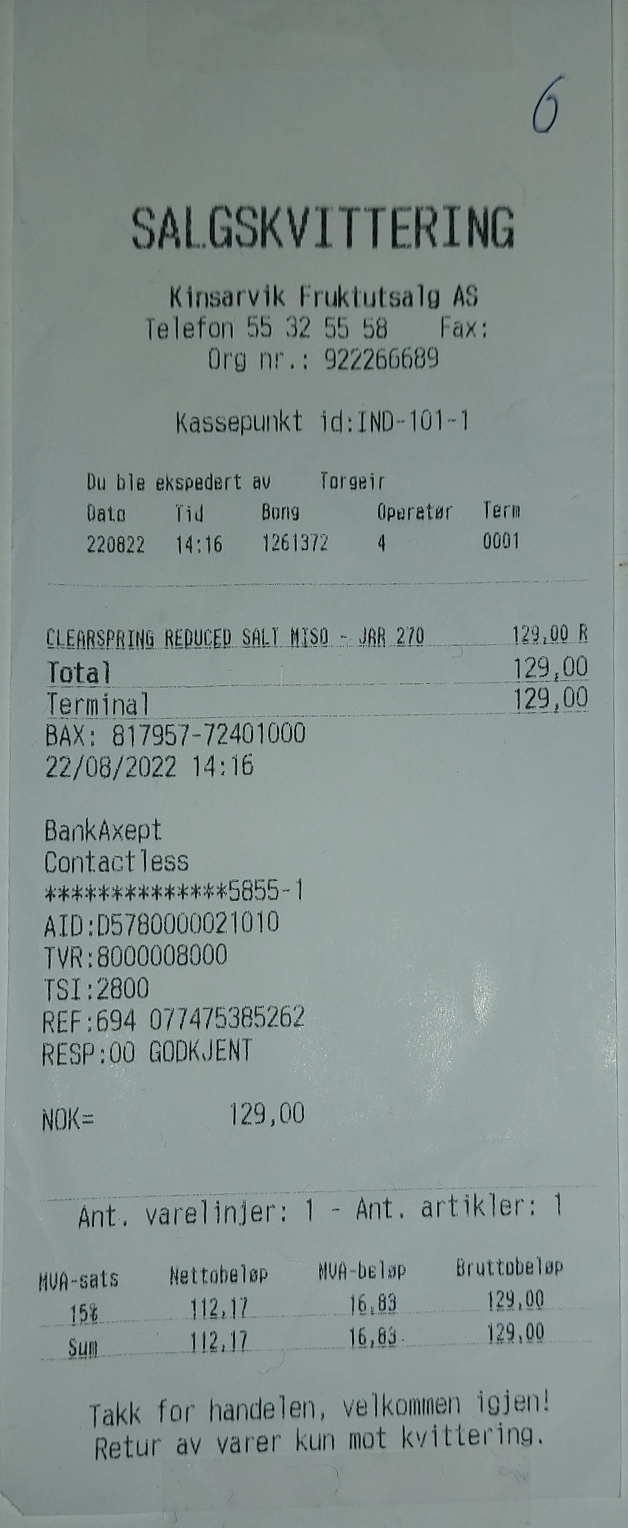 6
SALGSKVITTERING
Kinsarvik Fruktutsalg AS
Telefon 55 32 55 58 Fax:
Org nr.: 922266689
Kassepunkt id:IND-101-1
Du ble ekspedert av Torgeir
Dato Tid Bong Operatør Term
220822 14:16 1261372 4 0001
CLEARSPRING REDUCED SALT MISO - JAR 270 129,00 R
Total 129,00
Terminal 129,00
BAX: 817957-72401000
22/08/2022 14:16
BankAxept
Contactless
**************5855-1
AID:D5780000021010
TVR:8000008000
TSI:2800
REF:694 077475385262
RESP:00 GODKJENT
NOK= 129,00
Ant. varelinjer: 1 - Ant. artikler: 1
MVA-sats Nettobeløp MVA-beløp Bruttobeløp
15% 112,17 16,83 129,00
Sum 112,17 16,83 129,00
Takk for handelen, velkommen igjen!
Retur av varer kun mot kvittering.